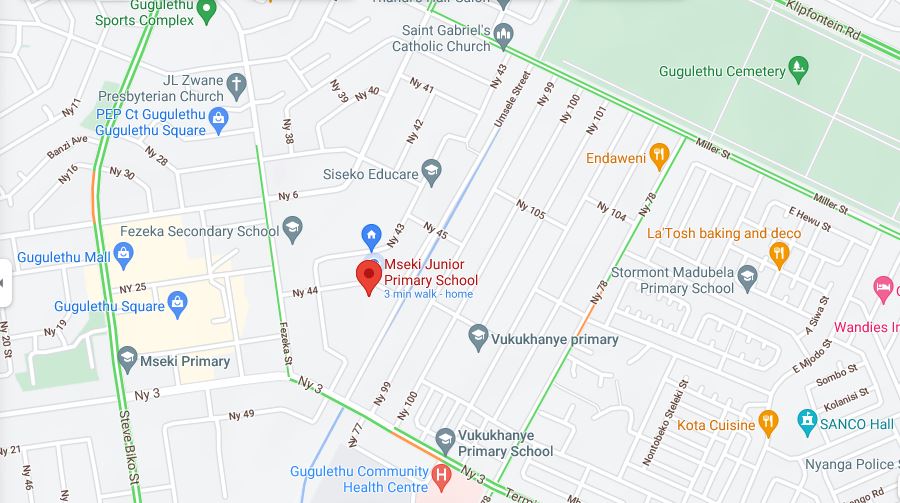 Gugulethu
Sports Complex
Klipfontein Rd
Saint Gabriel's
Catholic Church
Gugulethu Cemetery
JL Zwane
Presbyterian Church
Ny 43
Ny 41
Ny 39
Ny 40
Umsele Street
Ny 99
Ny 100
Ny 101
Ny11
PEP Ct Gugulethu
Gugulethu Square
Ny 38
Ny 42
Banzi Ave
Ny 28
Miller St
Endaweni
Ny16
Ny 30
Siseko Educare
Ny 6
Ny 78
Miller St
Ny 105
Ny 104
E Hewu St
Fezeka Secondary School
Ny 43
Ny 45
La'Tosh baking and deco
Gugulethu Mall
Mseki Junior
Primary School
3 min walk - home
Stormont Madubela
Primary School
NY 25
Ny 44
Ny 78
Gugulethu Square
A Siwa St
Wandies
Ny 20 St
Ny 19
Fezeka St
Vukukhanye primary
Mseki Primary
E Mjodo St
Sombo St
Ny 3
Ny 3
Ny 99
Ny 100
Kolanisi St
Steve Biko St
Ny 49
Nontobeko Steleki St
Kota Cuisine
SANCO Hall
Ny 77
Vukukhanye
Primary School
Ny 21
Ny 46
Gugulethu Community
Health Centre
Ny 3
Nyanga Police